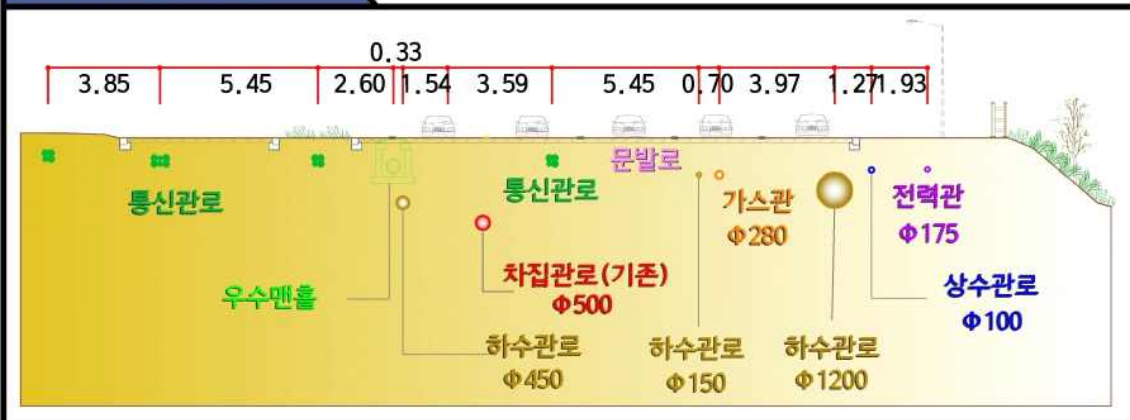 0.33
3.85 5.45 2.60 1.54 3.59 5.45 0.70 3.97 1.27 1.93
문발로
통신관로
통신관로
가스관
Φ280
전력관
Φ175
우수맨홀
차집관로(기존)
Φ500
상수관로
Φ100
하수관로
Φ450
하수관로
Φ150
하수관로
Φ1200